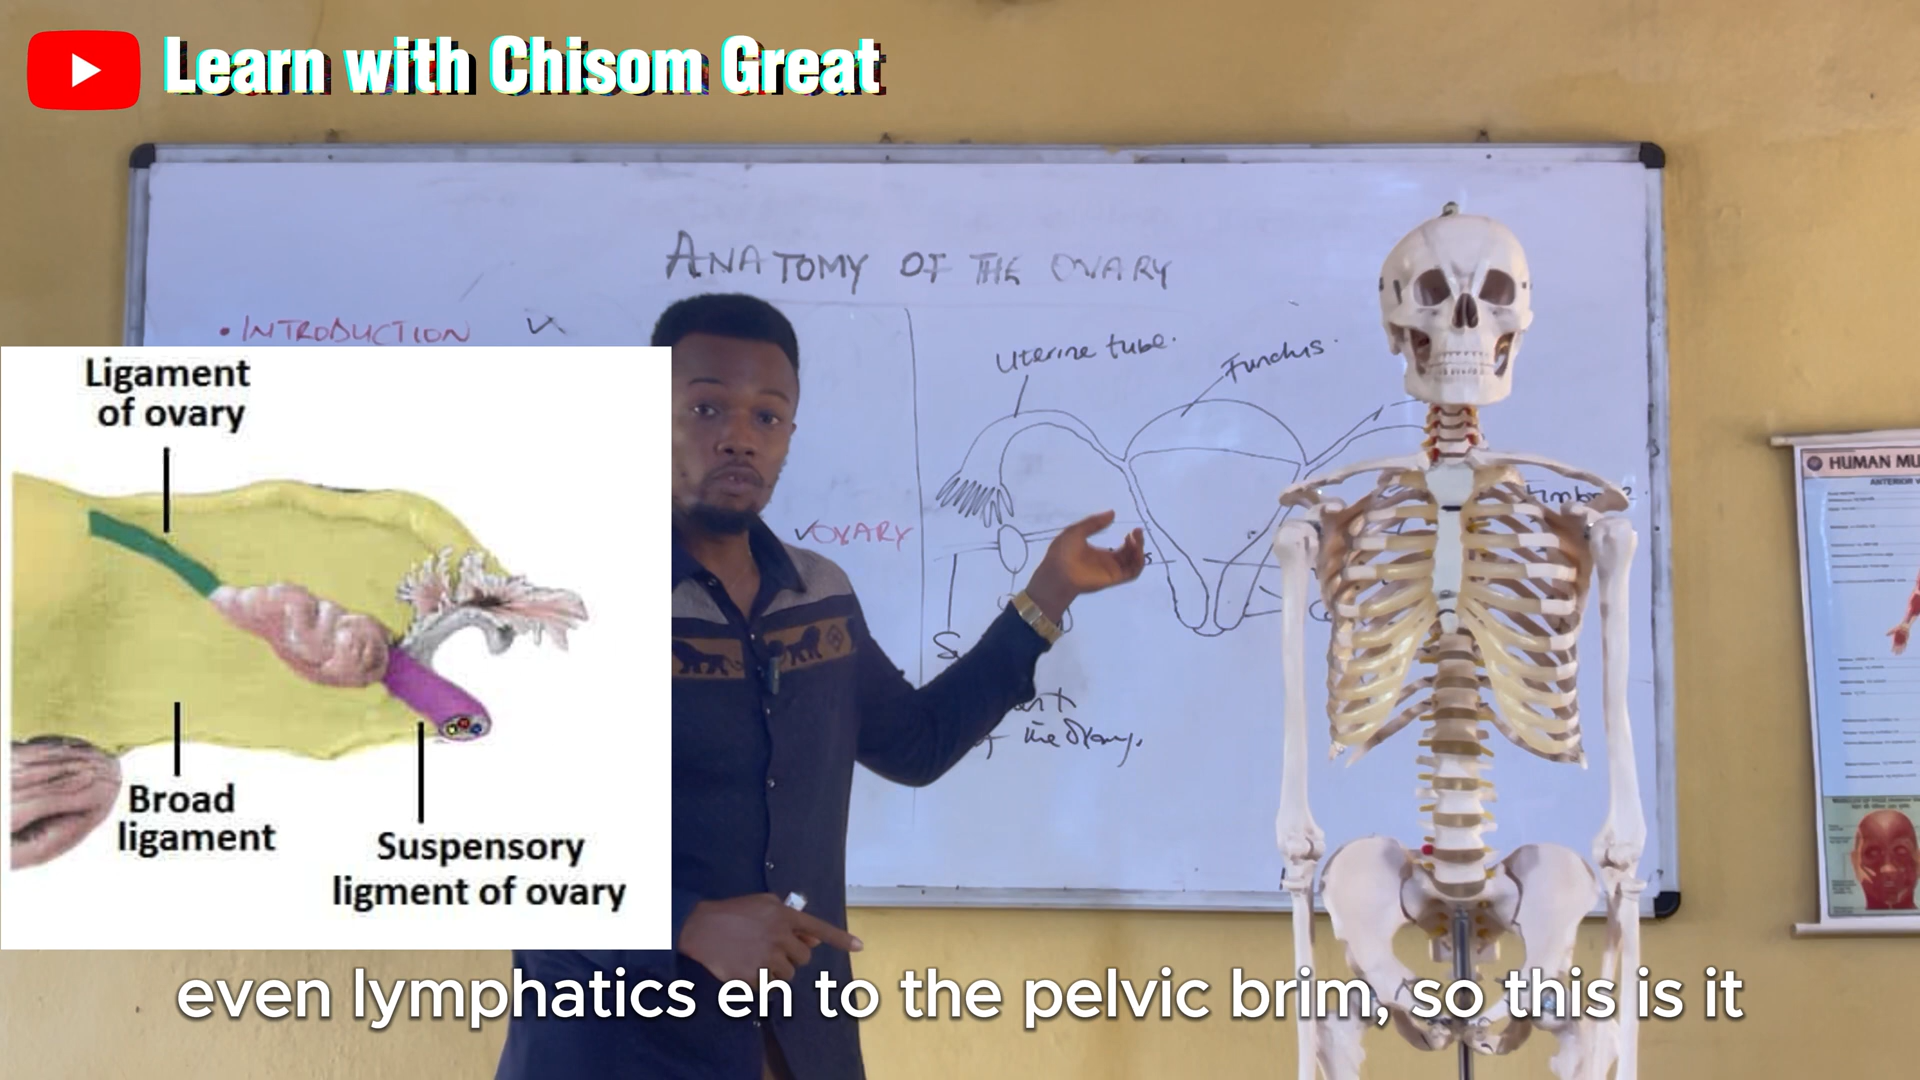 Learn with Chisom Great
ANATOMY OF THE OVARY
• INTRODUCTION
Uterine tube.
Fundus.
OVARY
the Ovary.
Ligament
of ovary
Broad
ligament
Suspensory
ligment of ovary
HUMAN MU
ANTERIOR V
even lymphatics eh to the pelvic brim, so this is it